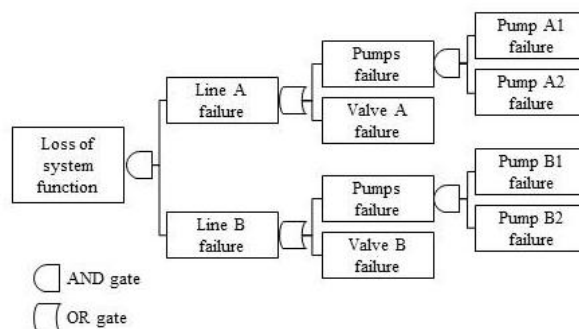 Loss of
system
function
Line A
failure
Pumps
failure
Pump A1
failure
Pump A2
failure
Valve A
failure
Line B
failure
Pumps
failure
Pump B1
failure
Pump B2
failure
Valve B
failure
AND gate
OR gate